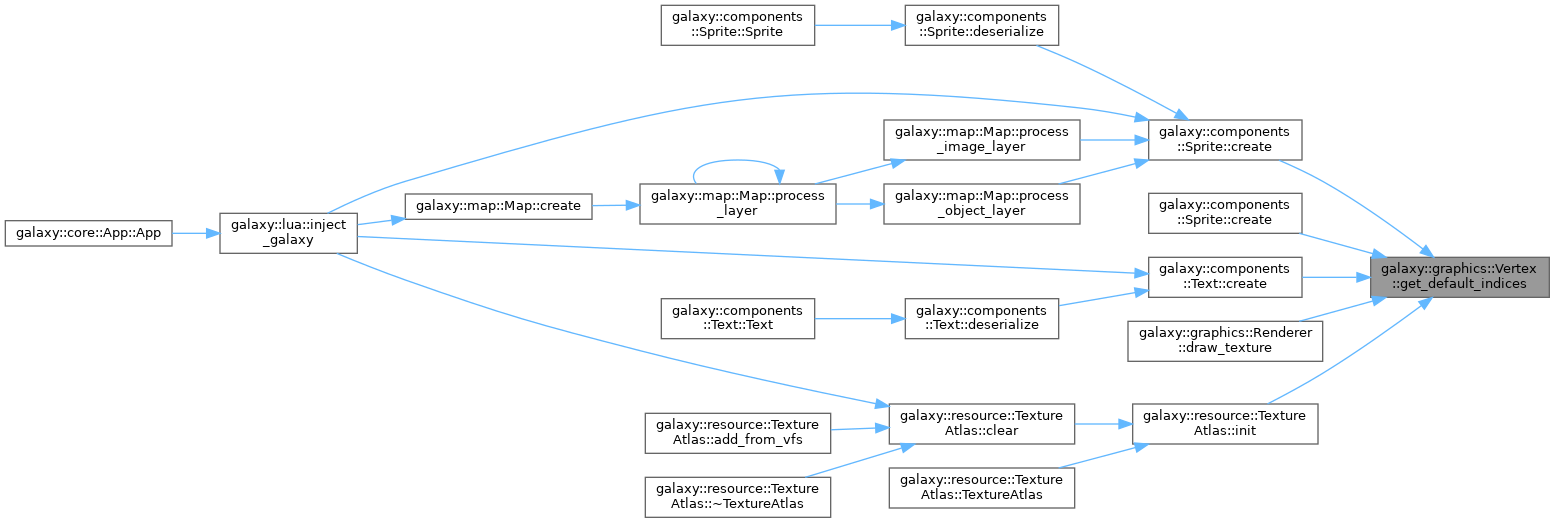 galaxy::components
::Sprite::Sprite
galaxy::components
::Sprite::deserialize
galaxy::map::Map::process
_image_layer
galaxy::components
::Sprite::create
galaxy::map::Map::process
_layer
galaxy::map::Map::process
_object_layer
galaxy::map::Map::create
galaxy::components
::Sprite::create
galaxy::core::App::App
galaxy::lua::inject
_galaxy
galaxy::components
::Text::create
galaxy::graphics::Vertex
::get_default_indices
galaxy::components
::Text::Text
galaxy::components
::Text::deserialize
galaxy::graphics::Renderer
::draw_texture
galaxy::resource::Texture
Atlas::add_from_vfs
galaxy::resource::Texture
Atlas::clear
galaxy::resource::Texture
Atlas::init
galaxy::resource::Texture
Atlas::~TextureAtlas
galaxy::resource::Texture
Atlas::TextureAtlas